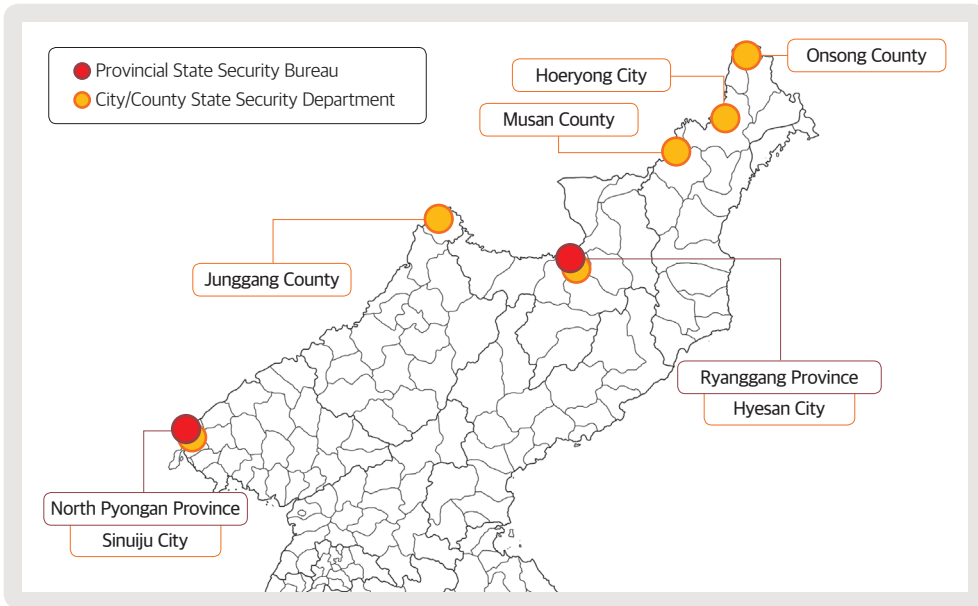 Provincial State Security Bureau
City/County State Security Department
Onsong County
Hoeryong City
Musan County
Junggang County
Ryanggang Province
Hyesan City
North Pyongan Province
Sinuiju City